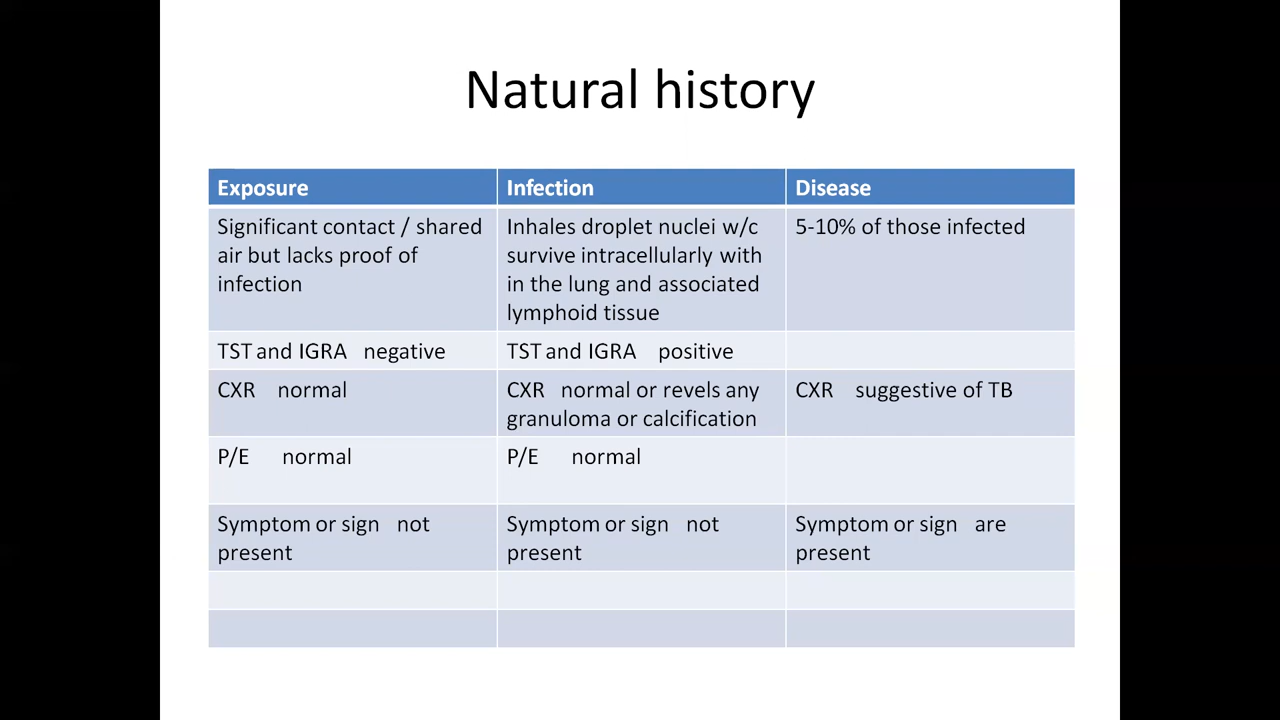 Natural history
Exposure
Infection
Disease
Significant contact / shared
air but lacks proof of
infection
Inhales droplet nuclei w/c
survive intracellularly with
in the lung and associated
lymphoid tissue
5-10% of those infected
TST and IGRA negative
TST and IGRA positive
CXR normal
CXR normal or revels any
granuloma or calcification
CXR suggestive of TB
P/E normal
P/E normal
Symptom or sign not
present
Symptom or sign not
present
Symptom or sign are
present